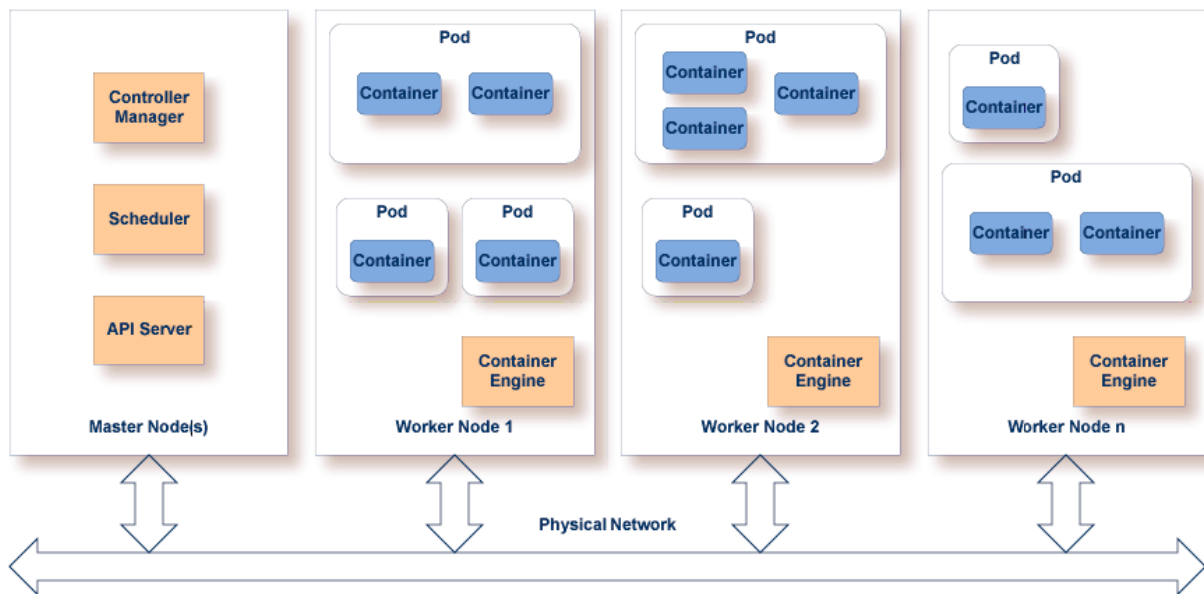 Controller
Manager
Scheduler
API Server
Master Node(s)
Pod
Container
Container
Pod
Container
Pod
Container
Container
Engine
Worker Node 1
Pod
Container
Container
Container
Pod
Container
Container
Engine
Worker Node 2
Pod
Container
Pod
Container
Container
Container
Engine
Worker Node n
Physical Network